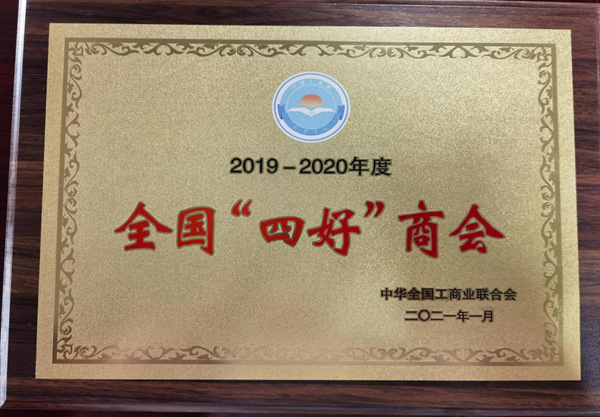 2019－2020年度
全国“四好”商会
中华全国工商业联合会
二〇二一年一月